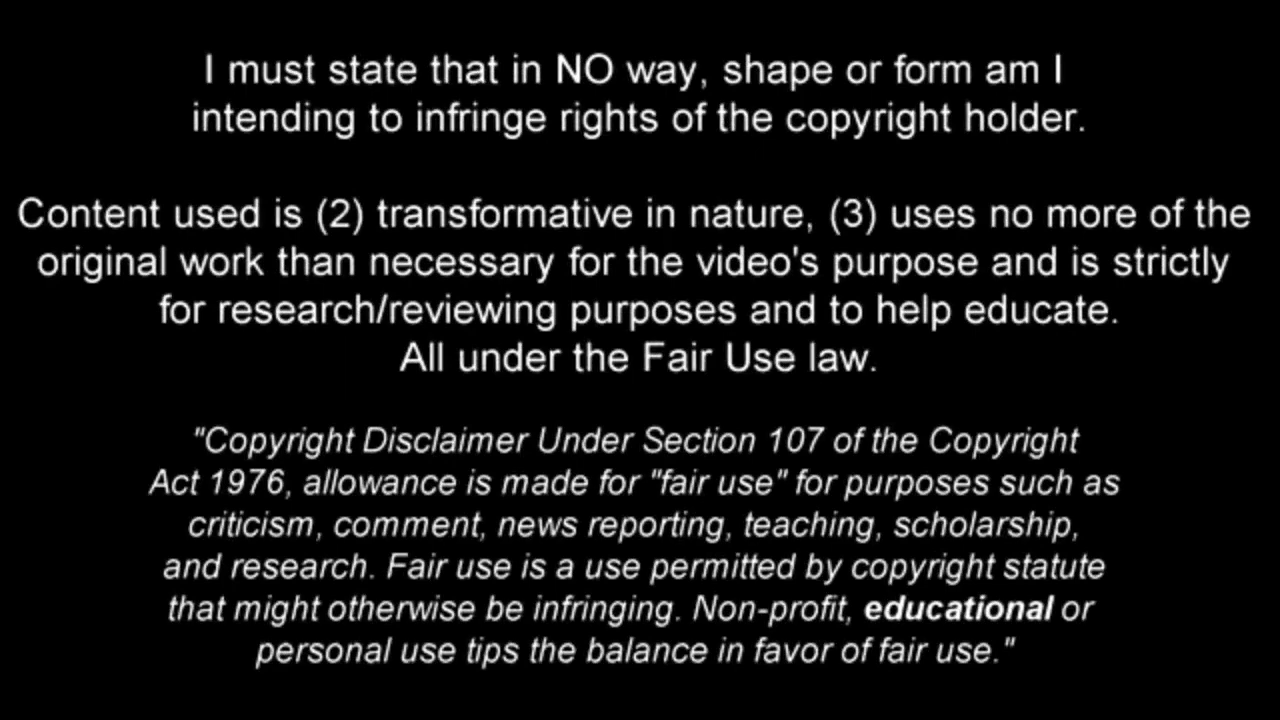 I must state that in NO way, shape or form am I
intending to infringe rights of the copyright holder.
Content used is (2) transformative in nature, (3) uses no more of the
original work than necessary for the video's purpose and is strictly
for research/reviewing purposes and to help educate.
All under the Fair Use law.
"Copyright Disclaimer Under Section 107 of the Copyright
Act 1976, allowance is made for "fair use" for purposes such as
criticism, comment, news reporting, teaching, scholarship,
and research. Fair use is a use permitted by copyright statute
that might otherwise be infringing. Non-profit, educational or
personal use tips the balance in favor of fair use."